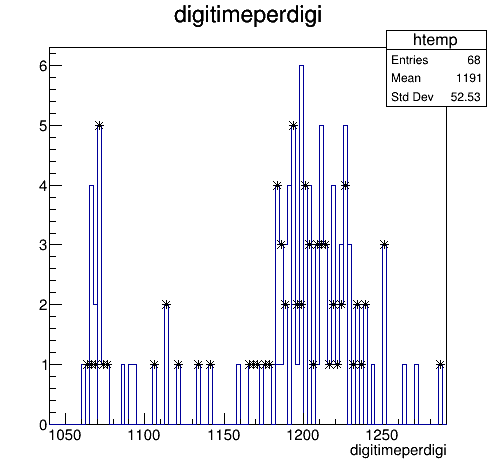 digitimeperdigi
htemp
Entries 68
Mean 1191
Std Dev 52.53
6
5
4
3
2
1
0
1050 1100 1150 1200 1250
digitimeperdigi